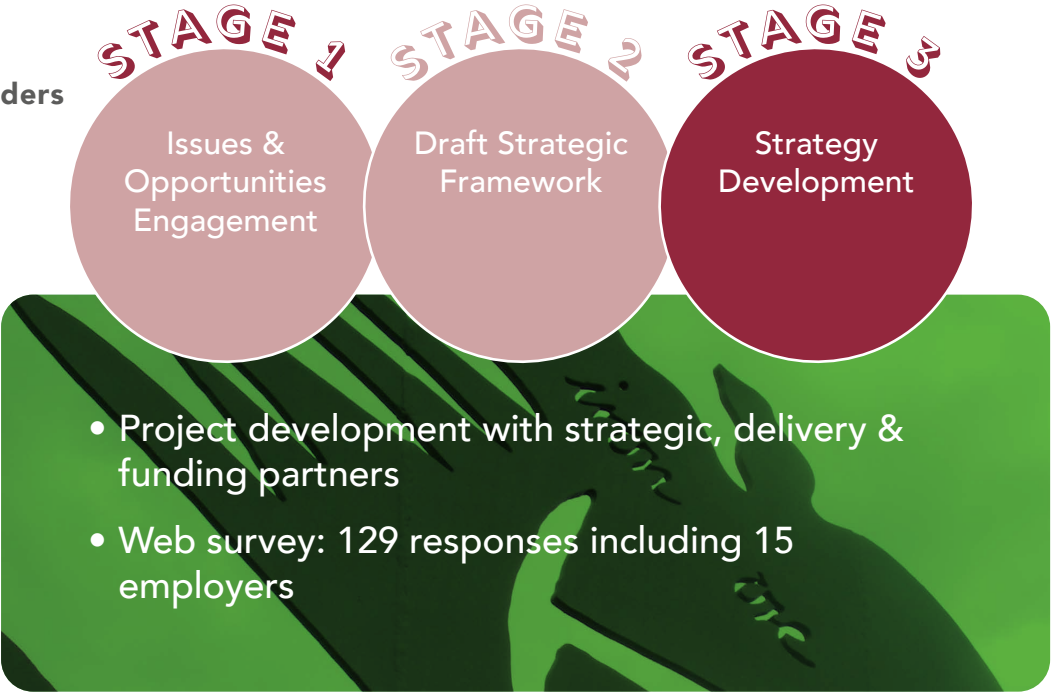 STAGE 1
STAGE 2
STAGE 3
ders
Issues &
Opportunities
Engagement
Draft Strategic
Framework
Strategy
Development
• Project development with strategic, delivery &
funding partners
• Web survey: 129 responses including 15
employers